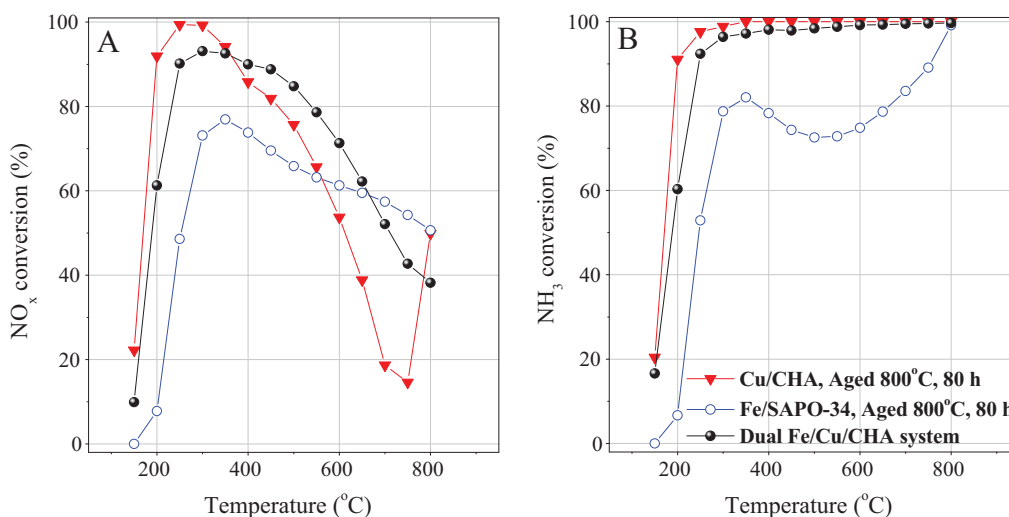 A
NOx conversion (%)
100
80
60
40
20
0
200
400
600
800
Temperature (°C)
B
NH3 conversion (%)
100
80
60
40
20
0
Cu/CHA, Aged 800°C, 80 h
Fe/SAPO-34, Aged 800°C, 80 h
Dual Fe/Cu/CHA system
200
400
600
800
Temperature (°C)